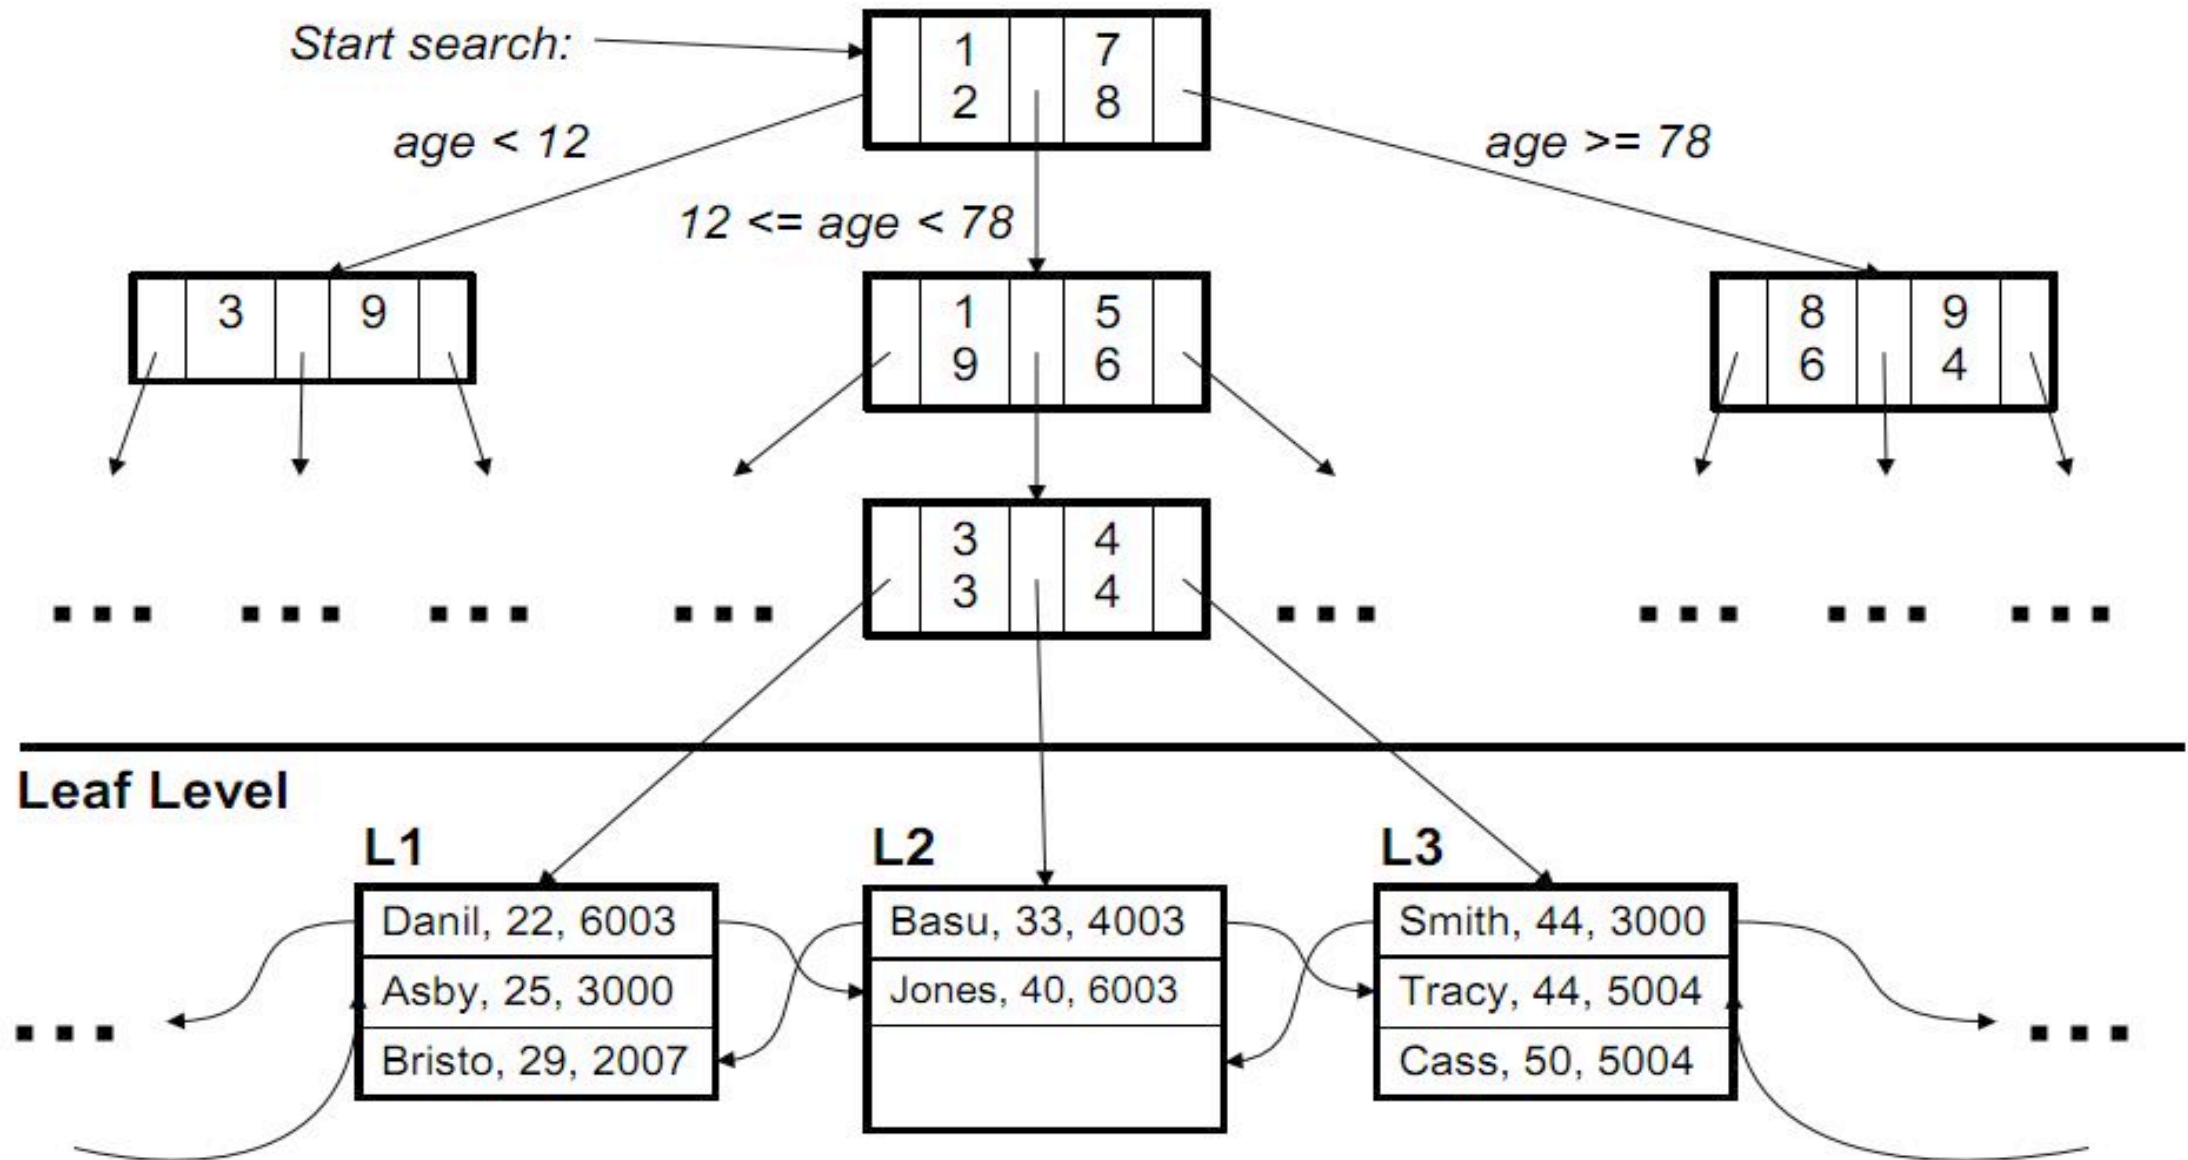 Start search:
1 7
2 8
age < 12
age >= 78
12 <= age < 78
3 9
1 5
9 6
8 9
6 4
3 4
3 4
Leaf Level
L1
L2
L3
Danil, 22, 6003
Asby, 25, 3000
Bristo, 29, 2007
Basu, 33, 4003
Jones, 40, 6003
Smith, 44, 3000
Tracy, 44, 5004
Cass, 50, 5004